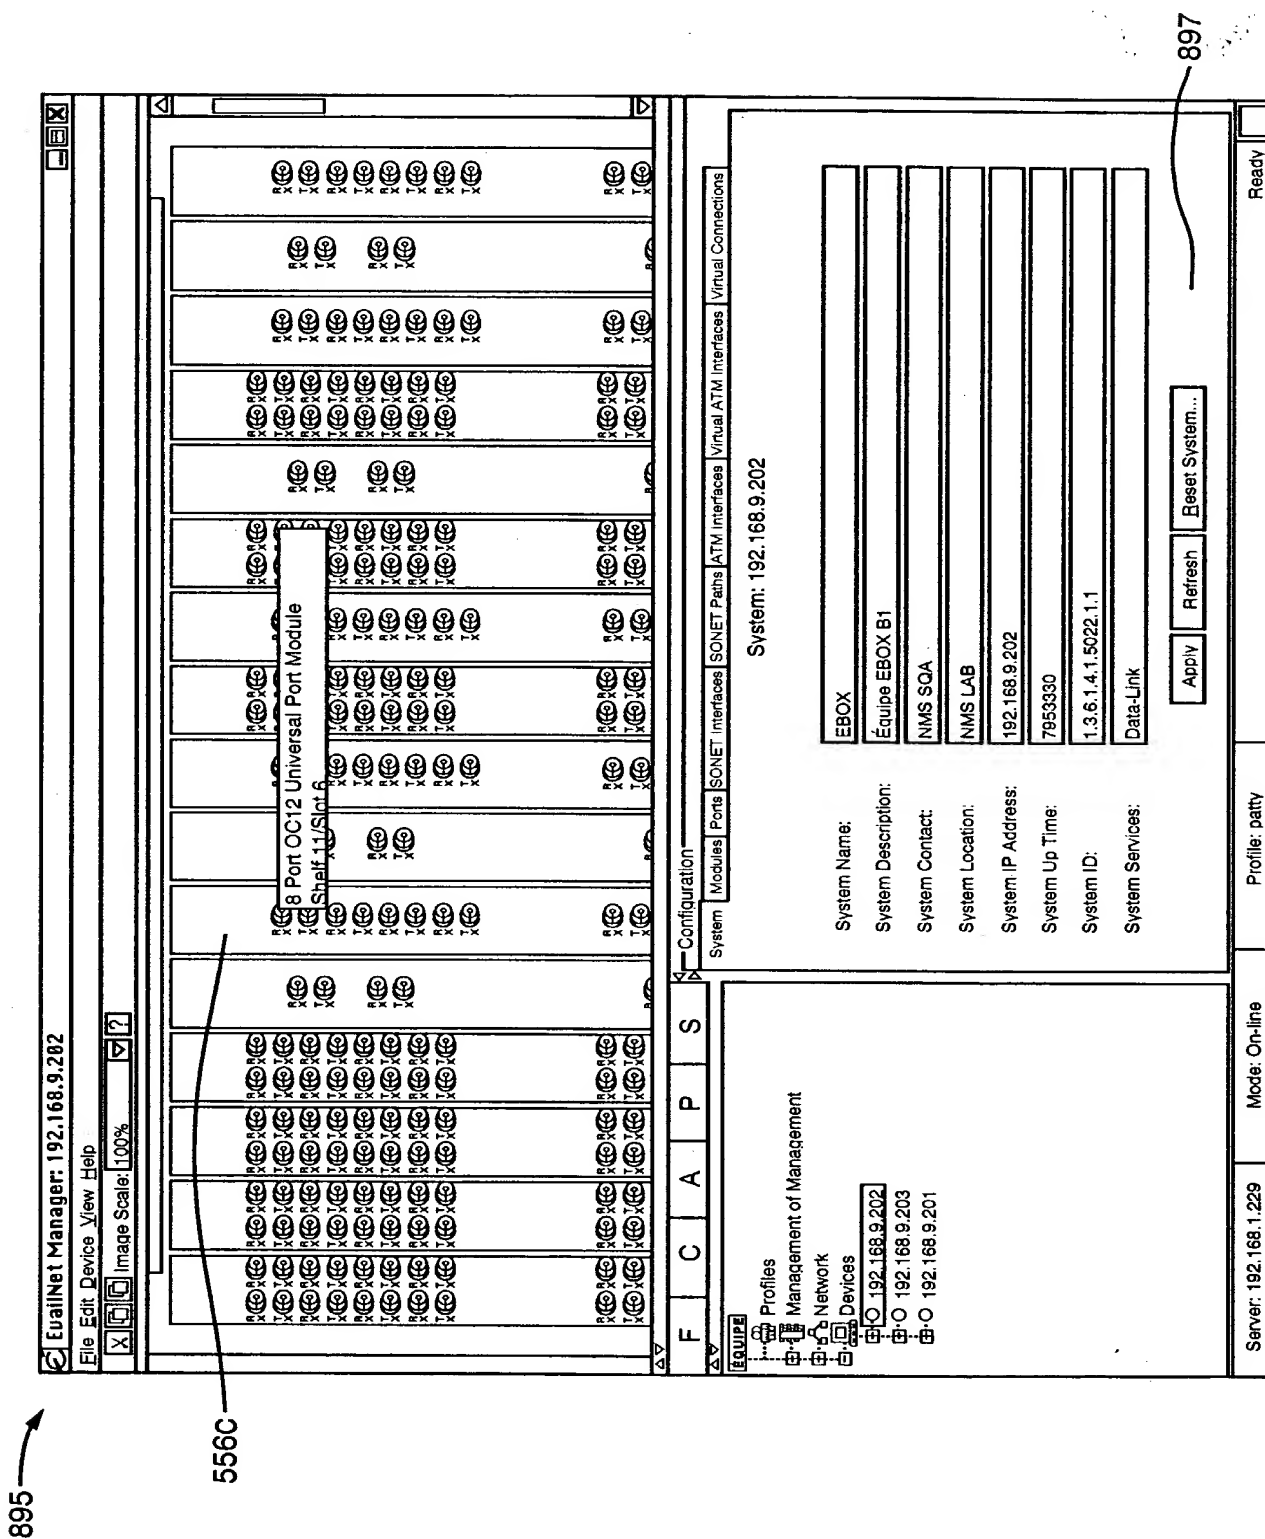 895
EvailNet Manager: 192.168.9.202
File Edit Device View Help
Image Scale: 100% ?
8 Port OC12 Universal Port Module
Shelf 11/Slot 6
556C
F C A P S
ÉQUIPE
Profiles
Management of Management
Network
Devices
192.168.9.202
192.168.9.203
192.168.9.201
Configuration
System Modules Ports SONET Interfaces SONET Paths ATM Interfaces Virtual ATM Interfaces Virtual Connections
System: 192.168.9.202
System Name: EBOX
System Description: Équipe EBOX B1
System Contact: NMS SQA
System Location: NMS LAB
System IP Address: 192.168.9.202
System Up Time: 7953330
System ID: 1.3.6.1.4.1.5022.1.1
System Services: Data-Link
Apply Refresh Reset System...
897
Server: 192.168.1.229 Mode: On-line Profile: patty Ready